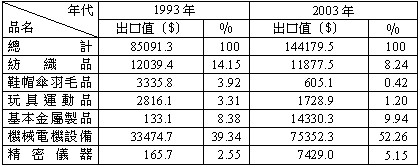 年代 1993 年 2003 年
品名 出口值（$） % 出口值（$） %
總計 85091.3 100 144179.5 100
紡織品 12039.4 14.15 11877.5 8.24
鞋帽傘羽毛品 3335.8 3.92 605.1 0.42
玩具運動品 2816.1 3.31 1728.9 1.20
基本金屬製品 133.1 8.38 14330.3 9.94
機械電機設備 33474.7 39.34 75352.3 52.26
精密儀器 165.7 2.55 7429.0 5.15